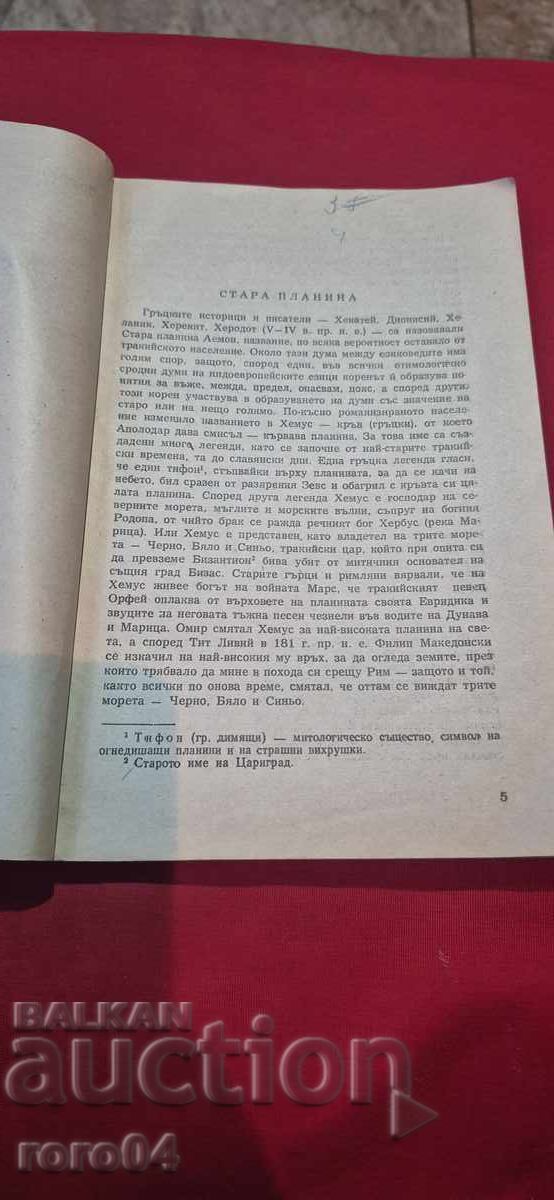 СТАРА ПЛАНИНА
Гръцките историци и писатели — Хекатей, Дионисий, Хе-
ланик, Херекит, Херодот (V—IV в. пр. н. е.) — са назовавали
Стара планина Аемон, название, по всяка вероятност останало от
тракийското население. Около тази дума между езиковедите има
голям спор, защото, според едни, във всички етимологично
сродни думи на индоевропейските езици коренът ѝ образува по-
нятия за въже, межда, предел, опасвам, пояс, а според други,
този корен участвува в образуването на думи със значение на
старо или на нещо голямо. По-късно романизираното населе-
ние изменило названието в Хемус — кръв (гръцки), от което
Аполодар дава смисъл — кървава планина. За това име са съз-
дадени много легенди, като се започне от най-старите тракий-
ски времена, та до славянски дни. Една гръцка легенда гласи,
че един тифон¹, стъпвайки върху планината, за да се качи на
небето, бил сразен от разярения Зевс и обагрил с кръвта си ця-
лата планина. Според друга легенда Хемус е господар на се-
верните морета, мъглите и морските вълни, съпруг на богиня
Родопа, от чийто брак се ражда речният бог Хербус (река Ма-
рица). Или Хемус е представен, като владетел на трите море-
та — Черно, Бяло и Синьо, тракийски цар, който при опита си
да превземе Византион² бива убит от митичния основател на
същия град Бизас. Старите гърци и римляни вярвали, че на
Хемус живее богът на войната Марс, че тракийският певец
Орфей оплаква от върховете на планината своята Евридика и
звуците за неговата тъжна песен чезнели във водите на Дунава
и Марица. Омир смятал Хемус за най-високата планина на све-
та, а според Тит Ливий в 181 г. пр. н. е. Филип Македонски
се изкачил на най-високия му връх, за да огледа земите, през
които трябвало да мине в похода си срещу Рим — защото и той,
както всички по онова време, смятал, че оттам се виждат трите
морета — Черно, Бяло и Синьо.
¹ Тифон (гр. димящи) — митологическо същество, символ на
огнедишащи планини и на страшни вихрушки.
² Старото име на Цариград.
5
BALKAN
auction
roro04